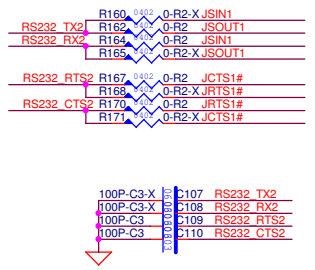 R160 0402 0-R2-X JSIN1
RS232_TX2 R162 0402 0-R2 JSOUT1
RS232_RX2 R164 0402 0-R2 JSIN1
R165 0402 0-R2-X JSOUT1
RS232_RTS2 R167 0402 0-R2 JCTS1#
R168 0402 0-R2-X JRTS1#
RS232_CTS2 R170 0402 0-R2 JRTS1#
R171 0402 0-R2-X JCTS1#
100P-C3-X C107 RS232_TX2
100P-C3-X C108 RS232_RX2
100P-C3 C109 RS232_RTS2
100P-C3 0603 C110 RS232_CTS2